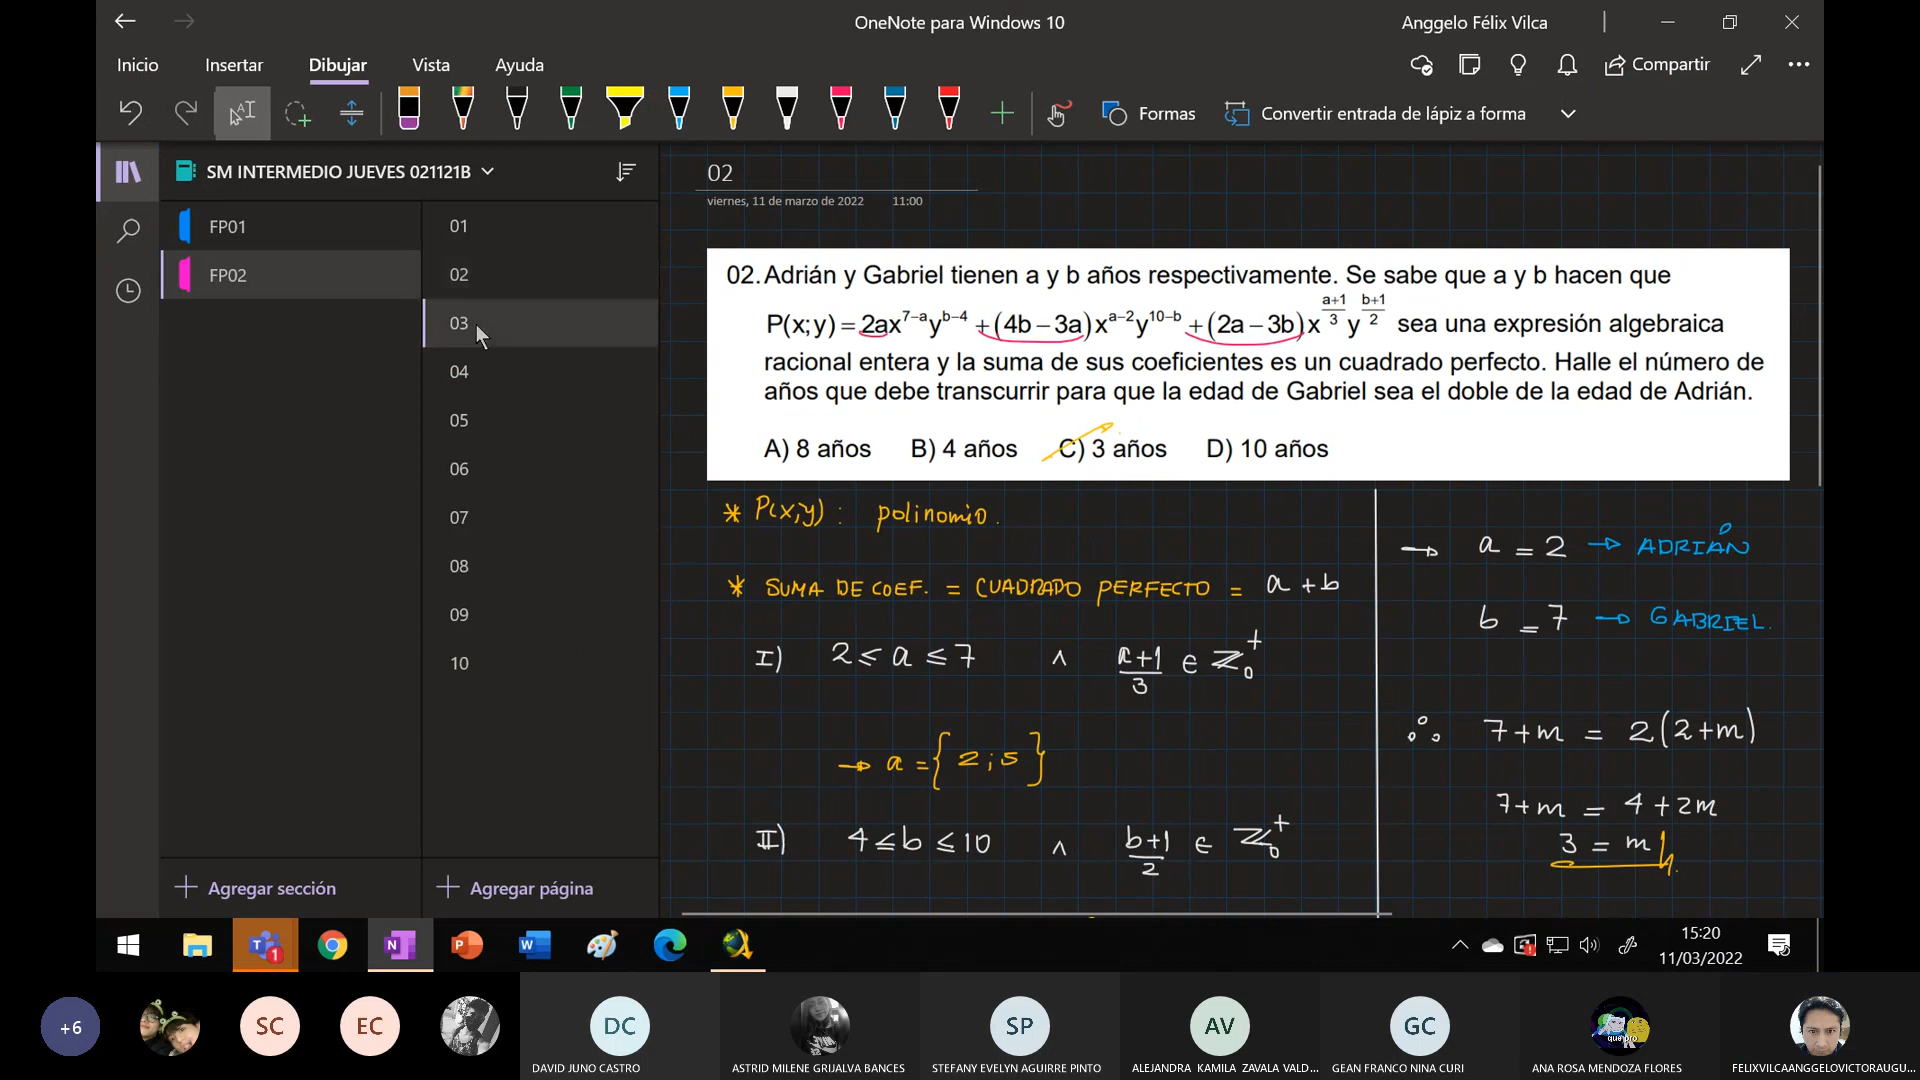 OneNote para Windows 10
Anggelo Félix Vilca
Inicio Insertar Dibujar Vista Ayuda
Compartir
Formas
Convertir entrada de lápiz a forma
SM INTERMEDIO JUEVES 021121B
FP01
FP02
01
02
03
04
05
06
07
08
09
10
Agregar sección
Agregar página
02
viernes, 11 de marzo de 2022 11:00
02. Adrián y Gabriel tienen a y b años respectivamente. Se sabe que a y b hacen que
P(x;y) = 2ax^{7-a}y^{b-4} + (4b-3a)x^{a-2}y^{10-b} + (2a-3b)x^{\frac{a+1}{3}}y^{\frac{b+1}{2}} sea una expresión algebraica
racional entera y la suma de sus coeficientes es un cuadrado perfecto. Halle el número de
años que debe transcurrir para que la edad de Gabriel sea el doble de la edad de Adrián.
A) 8 años B) 4 años C) 3 años D) 10 años
* P(x;y) : polinomio.
* SUMA DE COEF. = CUADRADO PERFECTO = a + b
I) 2 ≤ a ≤ 7 ∧ \frac{a+1}{3} ∈ ℤ₀⁺
→ a = {2; 5}
II) 4 ≤ b ≤ 10 ∧ \frac{b+1}{2} ∈ ℤ₀⁺
→ a = 2 → ADRIÁN
b = 7 → GABRIEL.
∴ 7+m = 2(2+m)
7+m = 4+2m
3 = m
1
15:20
11/03/2022
+6
SC
EC
DC
SP
AV
GC
que pro
DAVID JUNO CASTRO
ASTRID MILENE GRIJALVA BANCES
STEFANY EVELYN AGUIRRE PINTO
ALEJANDRA KAMILA ZAVALA VALD...
GEAN FRANCO NINA CURI
ANA ROSA MENDOZA FLORES
FELIXVILCAANGGELOVICTORAUGU...